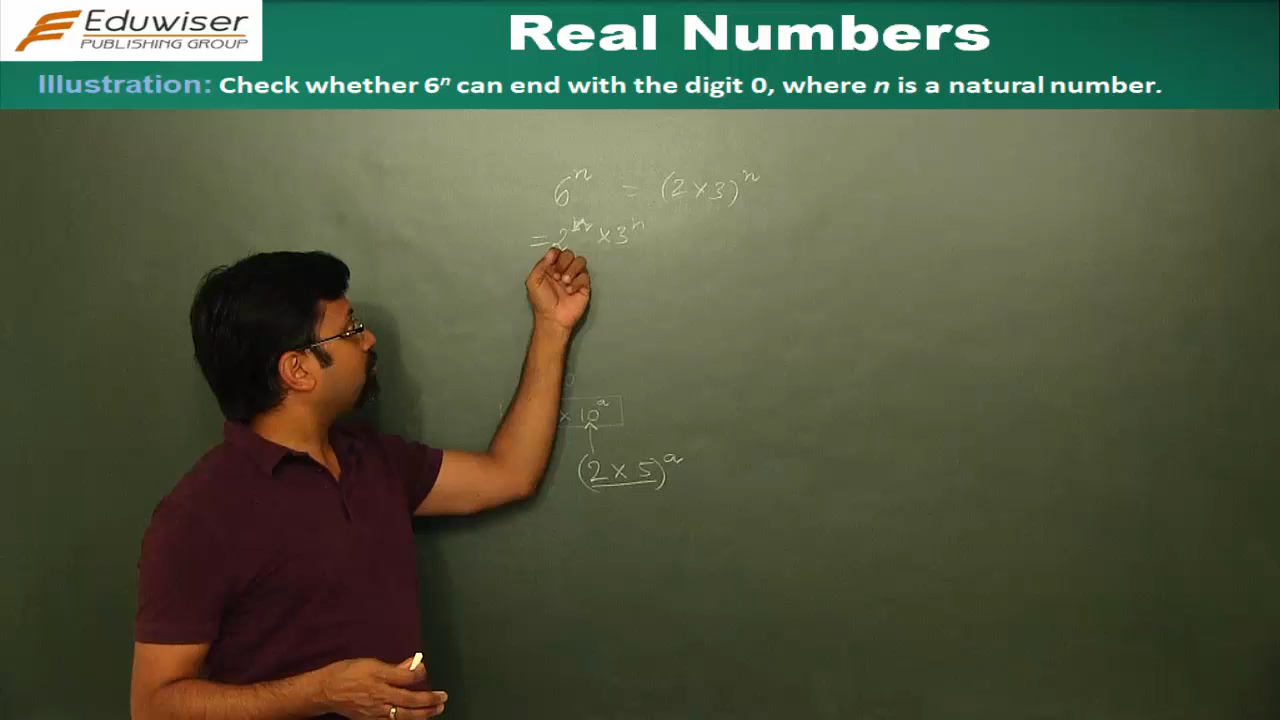 Eduwiser
PUBLISHING GROUP
Real Numbers
Illustration: Check whether 6ⁿ can end with the digit 0, where n is a natural number.
6ⁿ = (2 × 3)ⁿ
= 2ⁿ × 3ⁿ
0
× 10ᵃ
(2 × 5)ᵃ